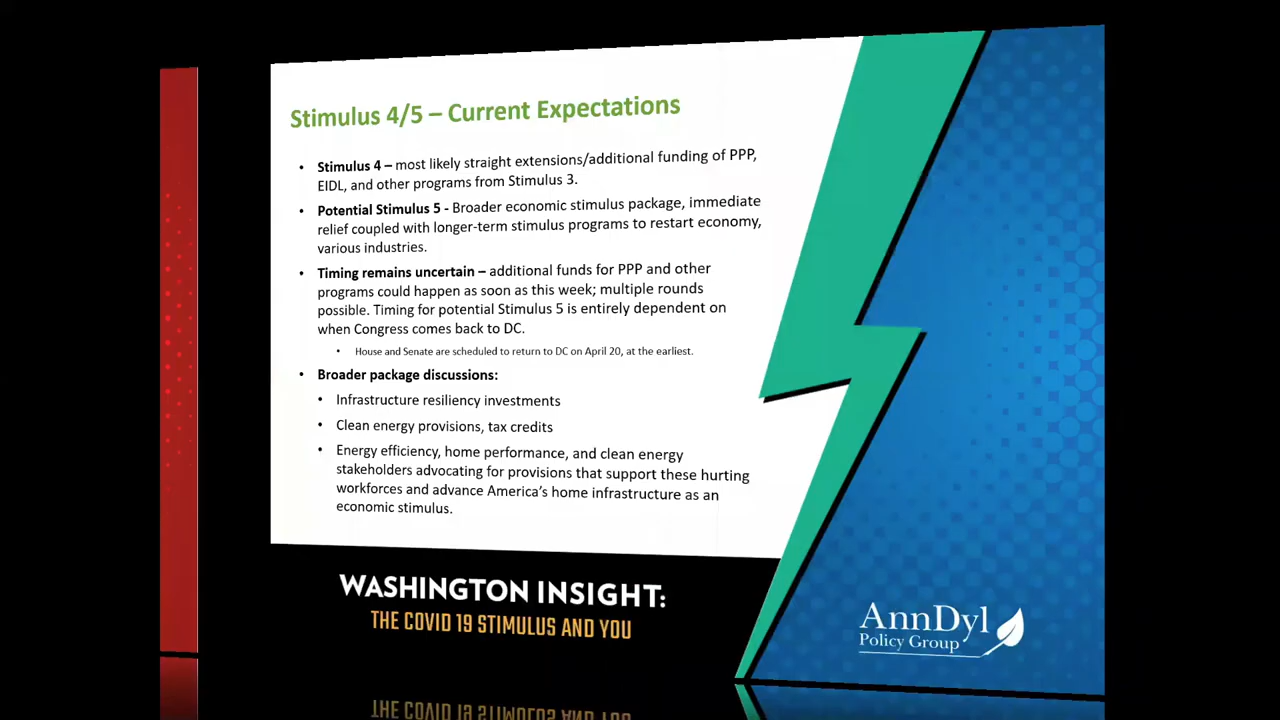 Stimulus 4/5 – Current Expectations
• Stimulus 4 – most likely straight extensions/additional funding of PPP,
EIDL, and other programs from Stimulus 3.
• Potential Stimulus 5 - Broader economic stimulus package, immediate
relief coupled with longer-term stimulus programs to restart economy,
various industries.
• Timing remains uncertain – additional funds for PPP and other
programs could happen as soon as this week; multiple rounds
possible. Timing for potential Stimulus 5 is entirely dependent on
when Congress comes back to DC.
• House and Senate are scheduled to return to DC on April 20, at the earliest.
• Broader package discussions:
• Infrastructure resiliency investments
• Clean energy provisions, tax credits
• Energy efficiency, home performance, and clean energy
stakeholders advocating for provisions that support these hurting
workforces and advance America's home infrastructure as an
economic stimulus.
WASHINGTON INSIGHT:
THE COVID 19 STIMULUS AND YOU
AnnDyl
Policy Group